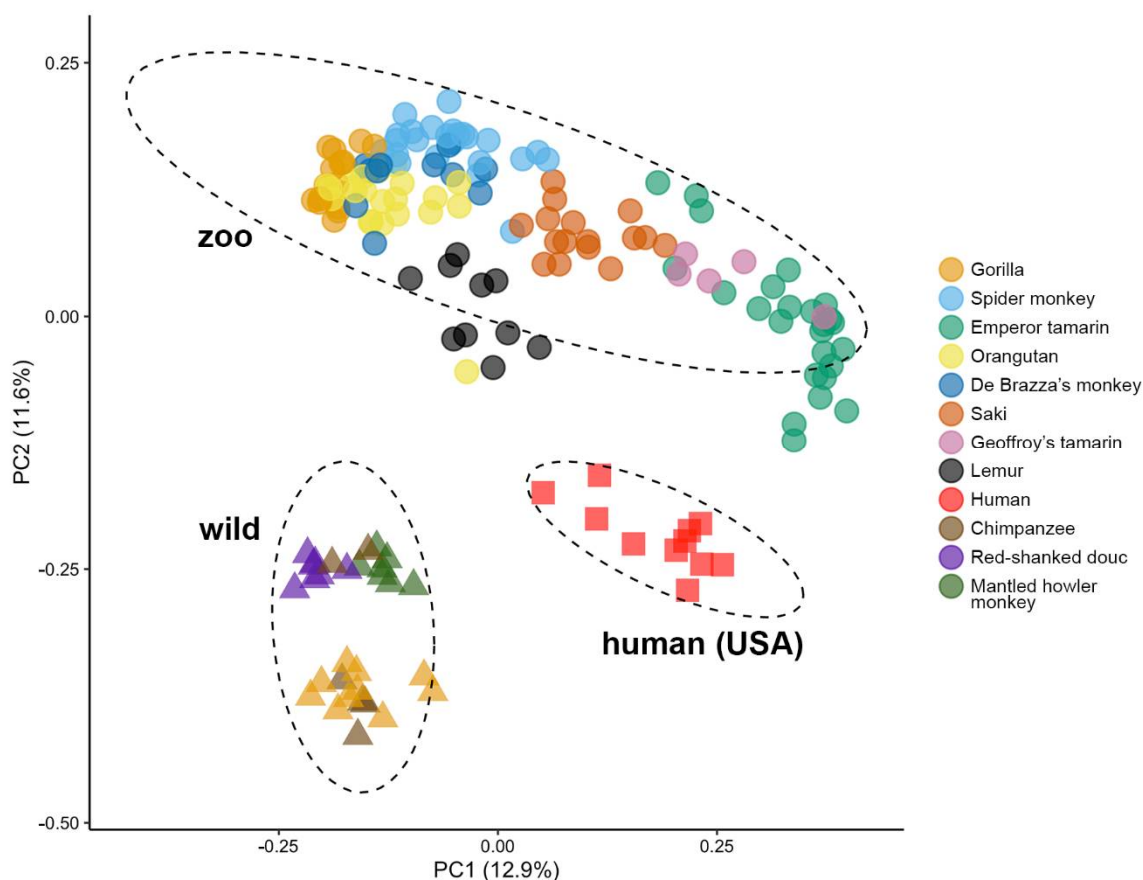 0.25
0.00
-0.25
-0.50
PC2 (11.6%)
zoo
wild
human (USA)
-0.25
0.00
0.25
PC1 (12.9%)
Gorilla
Spider monkey
Emperor tamarin
Orangutan
De Brazza's monkey
Saki
Geoffroy's tamarin
Lemur
Human
Chimpanzee
Red-shanked douc
Mantled howler
monkey